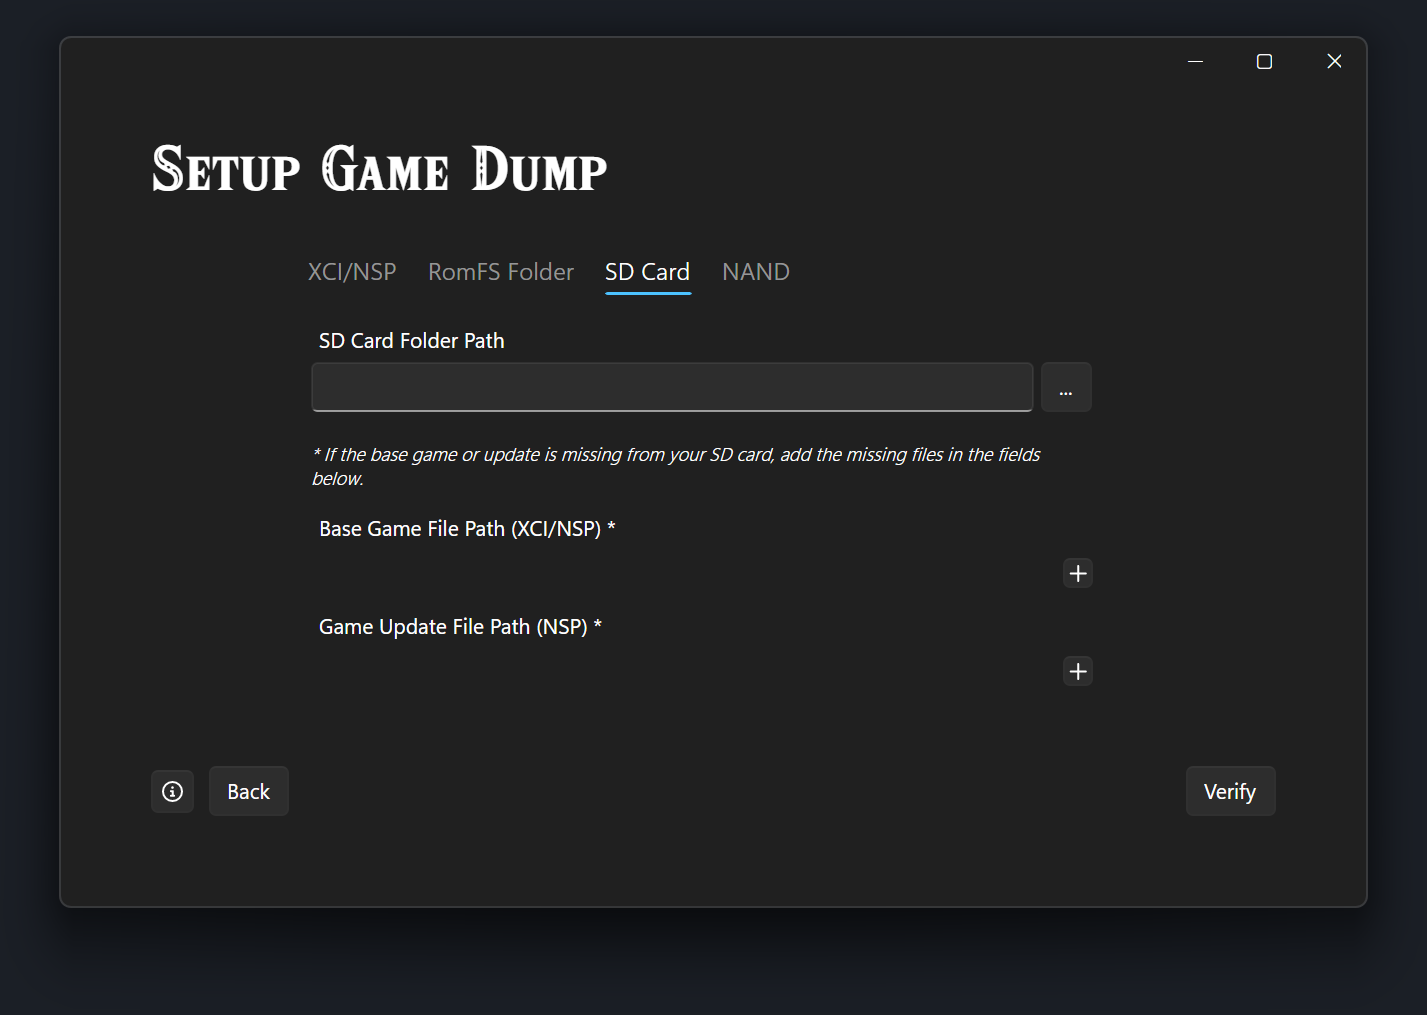 Setup Game Dump
XCI/NSP RomFS Folder SD Card NAND
SD Card Folder Path
...
* If the base game or update is missing from your SD card, add the missing files in the fields
below.
Base Game File Path (XCI/NSP) *
Game Update File Path (NSP) *
Back
Verify